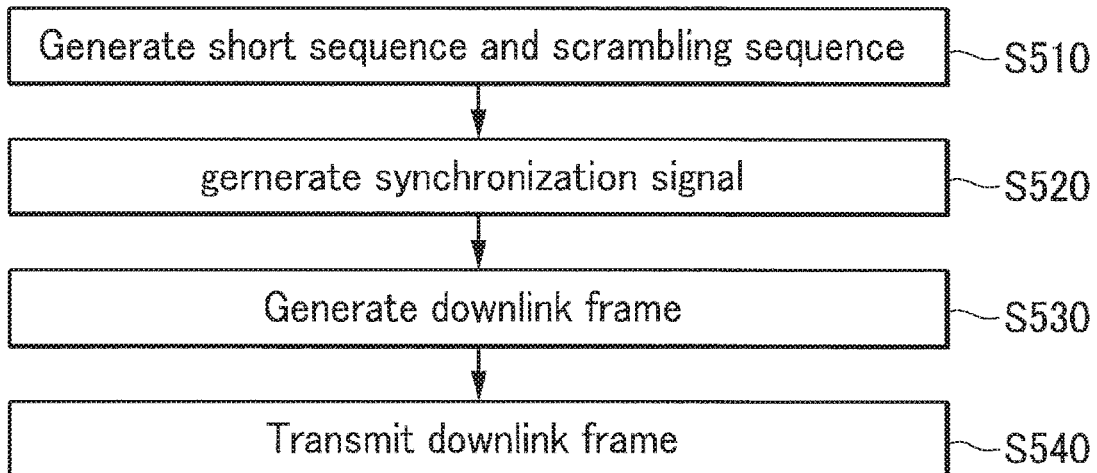 Generate short sequence and scrambling sequence S510
gernerate synchronization signal S520
Generate downlink frame S530
Transmit downlink frame S540